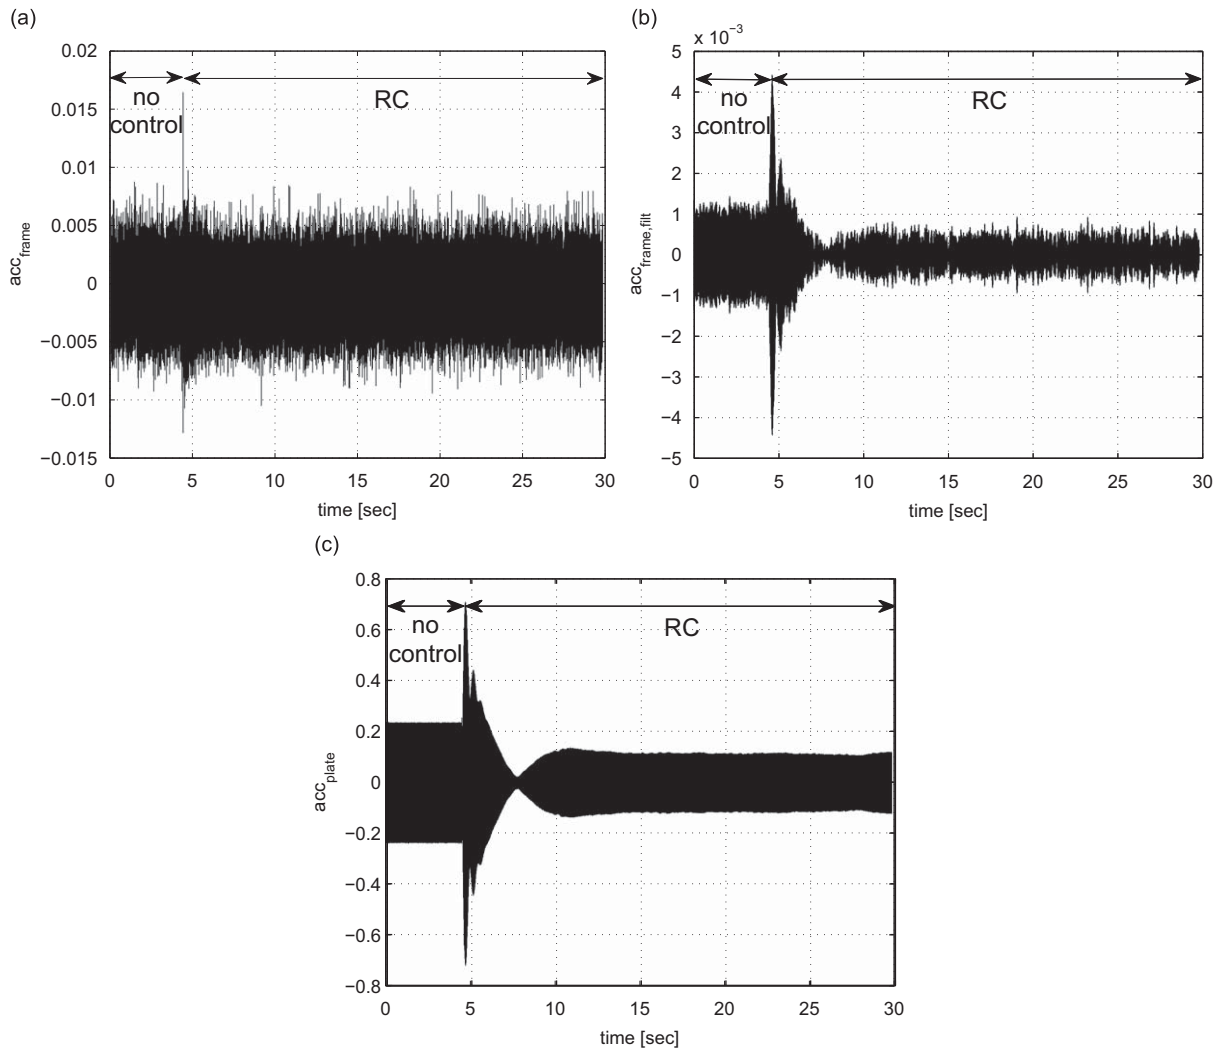 (a)
0.02
0.015
0.01
0.005
0
−0.005
−0.01
−0.015
acc_frame
no
control
RC
0 5 10 15 20 25 30
time [sec]
(b)
x 10⁻³
5
4
3
2
1
0
−1
−2
−3
−4
−5
acc_frame,filt
no
control
RC
0 5 10 15 20 25 30
time [sec]
(c)
0.8
0.6
0.4
0.2
0
−0.2
−0.4
−0.6
−0.8
acc_plate
no
control
RC
0 5 10 15 20 25 30
time [sec]